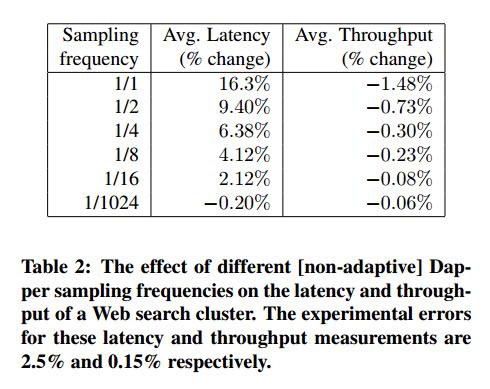 Sampling Avg. Latency Avg. Throughput
frequency (% change) (% change)
1/1 16.3% −1.48%
1/2 9.40% −0.73%
1/4 6.38% −0.30%
1/8 4.12% −0.23%
1/16 2.12% −0.08%
1/1024 −0.20% −0.06%
Table 2: The effect of different [non-adaptive] Dap-
per sampling frequencies on the latency and through-
put of a Web search cluster. The experimental errors
for these latency and throughput measurements are
2.5% and 0.15% respectively.